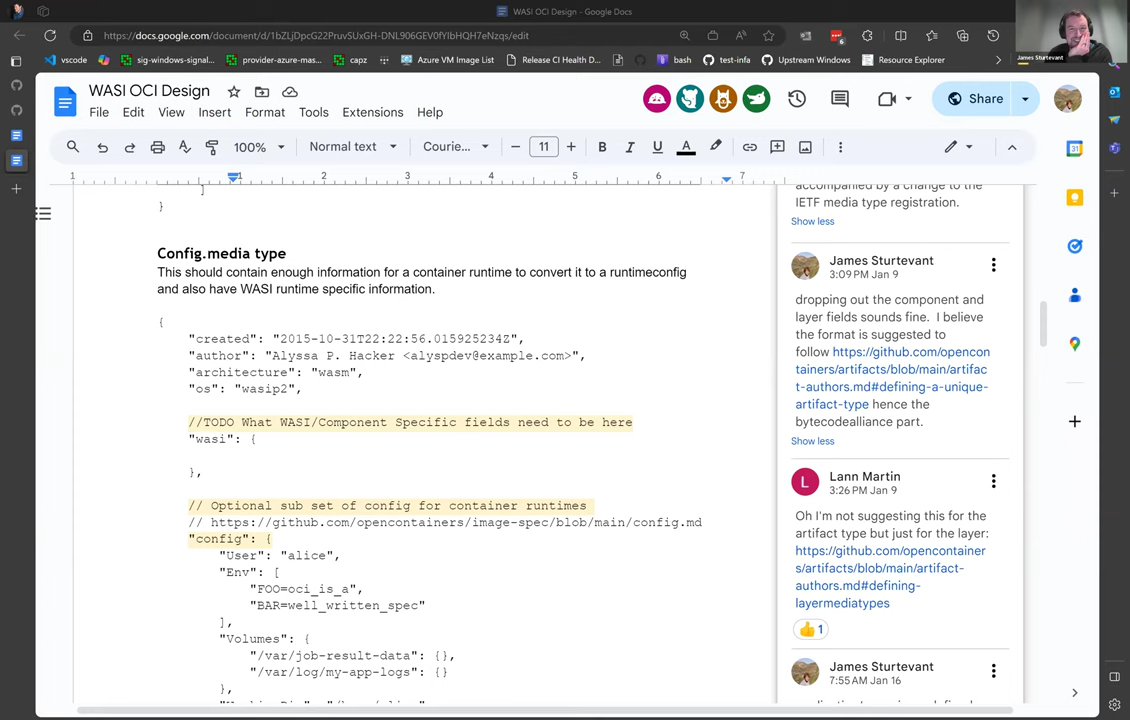 WASI OCI Design - Google Docs
https://docs.google.com/document/d/1bZLjDpcG22PruvSUxGH-DNL906GEV0fYIbHQH7eNzqs/edit
6
James Sturtevant
vscode
sig-windows-signal...
provider-azure-mas...
capz
Azure VM Image List
Release CI Health D...
bash
test-infa
Upstream Windows
Resource Explorer
WASI OCI Design
File Edit View Insert Format Tools Extensions Help
Share
100% Normal text Courie... 11
1 1 2 3 4 5 6 7
}
Config.media type
This should contain enough information for a container runtime to convert it to a runtimeconfig
and also have WASI runtime specific information.
{
"created": "2015-10-31T22:22:56.015925234Z",
"author": "Alyssa P. Hacker <alyspdev@example.com>",
"architecture": "wasm",
"os": "wasip2",
//TODO What WASI/Component Specific fields need to be here
"wasi": {
},
// Optional sub set of config for container runtimes
// https://github.com/opencontainers/image-spec/blob/main/config.md
"config": {
"User": "alice",
"Env": [
"FOO=oci_is_a",
"BAR=well_written_spec"
],
"Volumes": {
"/var/job-result-data": {},
"/var/log/my-app-logs": {}
},
accompanied by a change to the
IETF media type registration.
Show less
James Sturtevant
3:09 PM Jan 9
dropping out the component and
layer fields sounds fine. I believe
the format is suggested to
follow https://github.com/opencon
tainers/artifacts/blob/main/artifac
t-authors.md#defining-a-unique-
artifact-type hence the
bytecodealliance part.
Show less
L
Lann Martin
3:26 PM Jan 9
Oh I'm not suggesting this for the
artifact type but just for the layer:
https://github.com/opencontainer
s/artifacts/blob/main/artifact-
authors.md#defining-
layermediatypes
👍 1
James Sturtevant
7:55 AM Jan 16